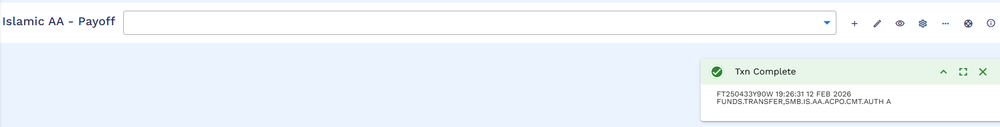 Islamic AA - Payoff
Txn Complete
FT250433Y90W 19:26:31 12 FEB 2026
FUNDS.TRANSFER,SMB.IS.AA.ACPO.CMT.AUTH A